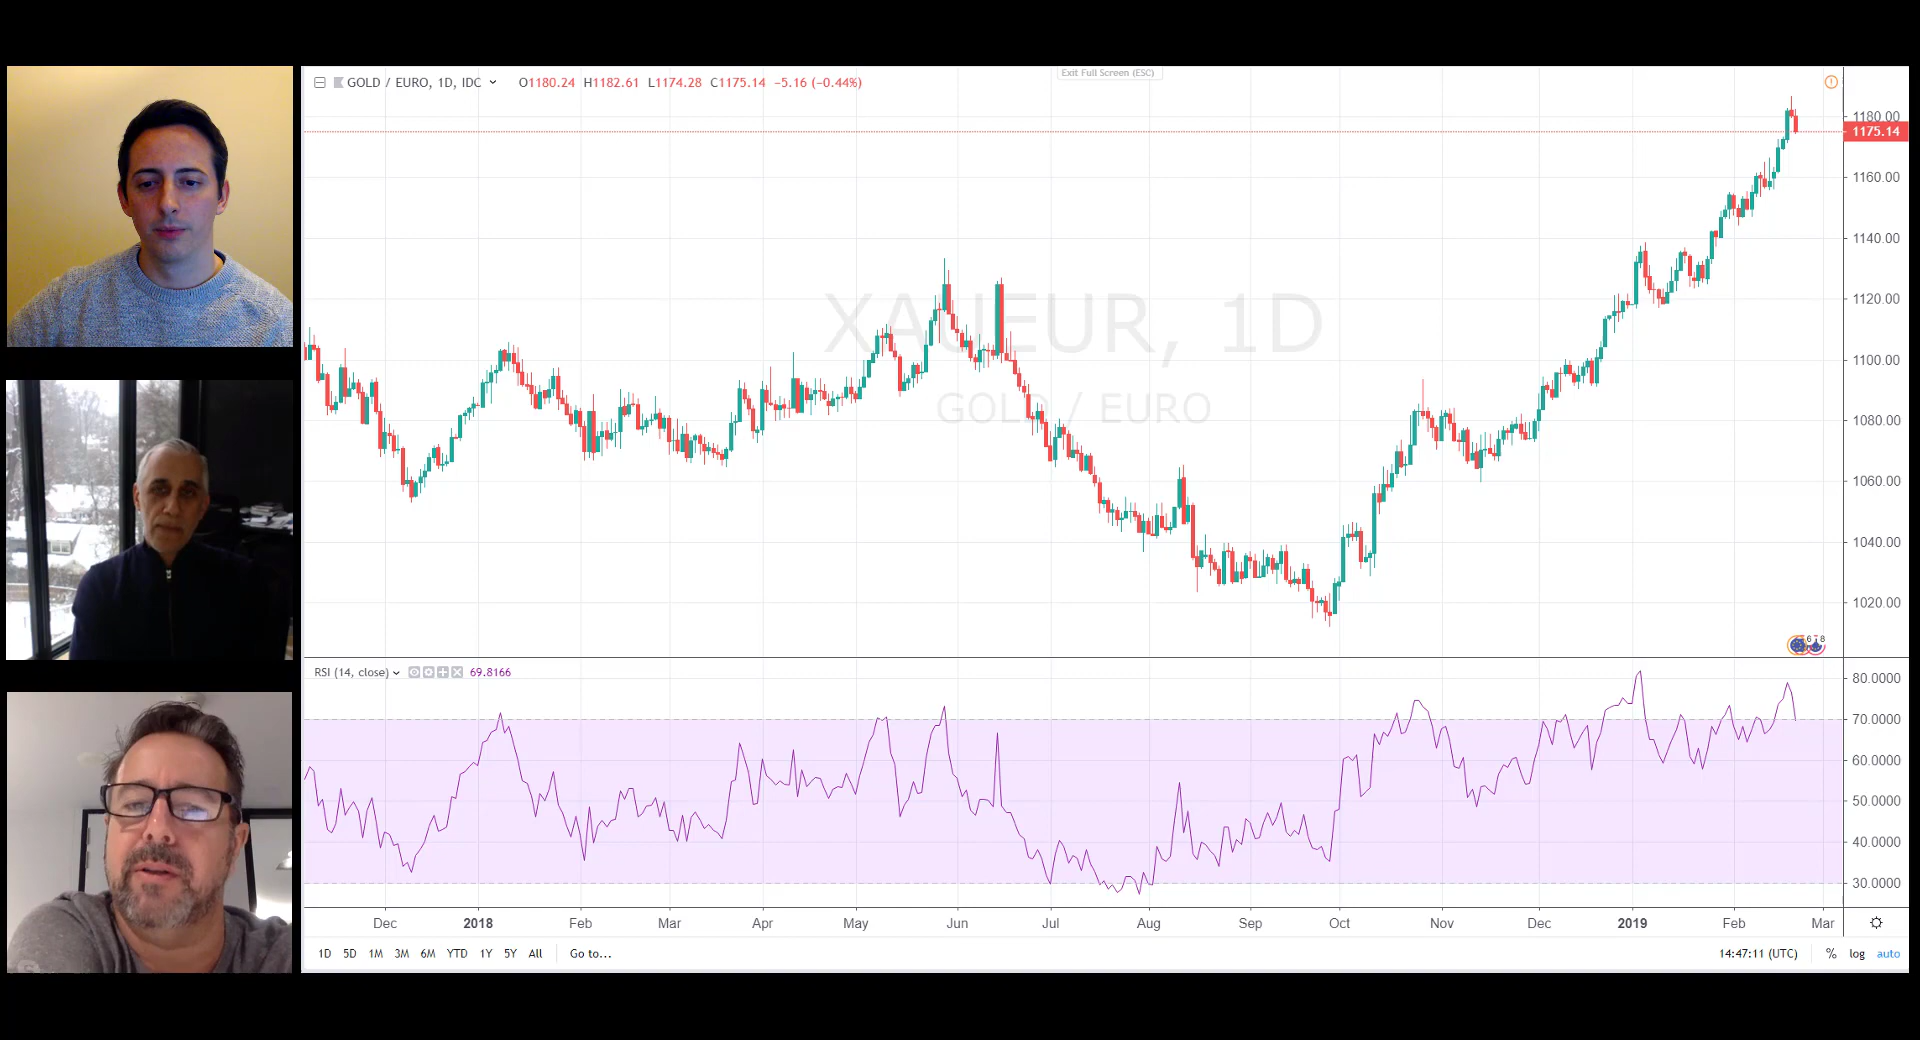 GOLD / EURO, 1D, IDC O1180.24 H1182.61 L1174.28 C1175.14 −5.16 (−0.44%)
Exit Full Screen (ESC)
1180.00
1175.14
1160.00
1140.00
1120.00
1100.00
1080.00
1060.00
1040.00
1020.00
XAUEUR, 1D
GOLD / EURO
RSI (14, close) 69.8166
80.0000
70.0000
60.0000
50.0000
40.0000
30.0000
Dec 2018 Feb Mar Apr May Jun Jul Aug Sep Oct Nov Dec 2019 Feb Mar
1D 5D 1M 3M 6M YTD 1Y 5Y All Go to... 14:47:11 (UTC) % log auto